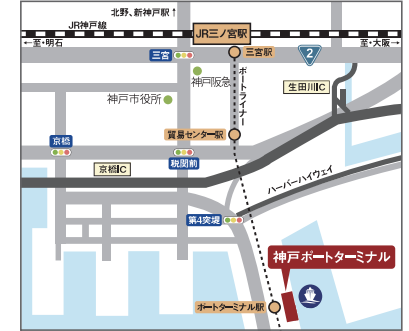 北野、新神戸駅↑
JR神戸線
JR三ノ宮駅
←至・明石
至・大阪→
三宮
三宮駅
2
神戸阪急
ポートライナー
生田川IC
神戸市役所
貿易センター駅
京橋
税関前
京橋IC
ハーバーハイウェイ
第4突堤
神戸ポートターミナル
ポートターミナル駅